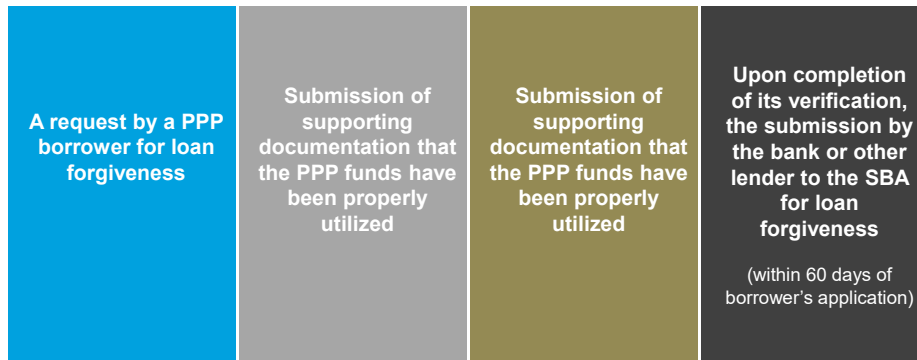 A request by a PPP
borrower for loan
forgiveness
Submission of
supporting
documentation that
the PPP funds have
been properly
utilized
Submission of
supporting
documentation that
the PPP funds have
been properly
utilized
Upon completion
of its verification,
the submission by
the bank or other
lender to the SBA
for loan
forgiveness
(within 60 days of
borrower's application)